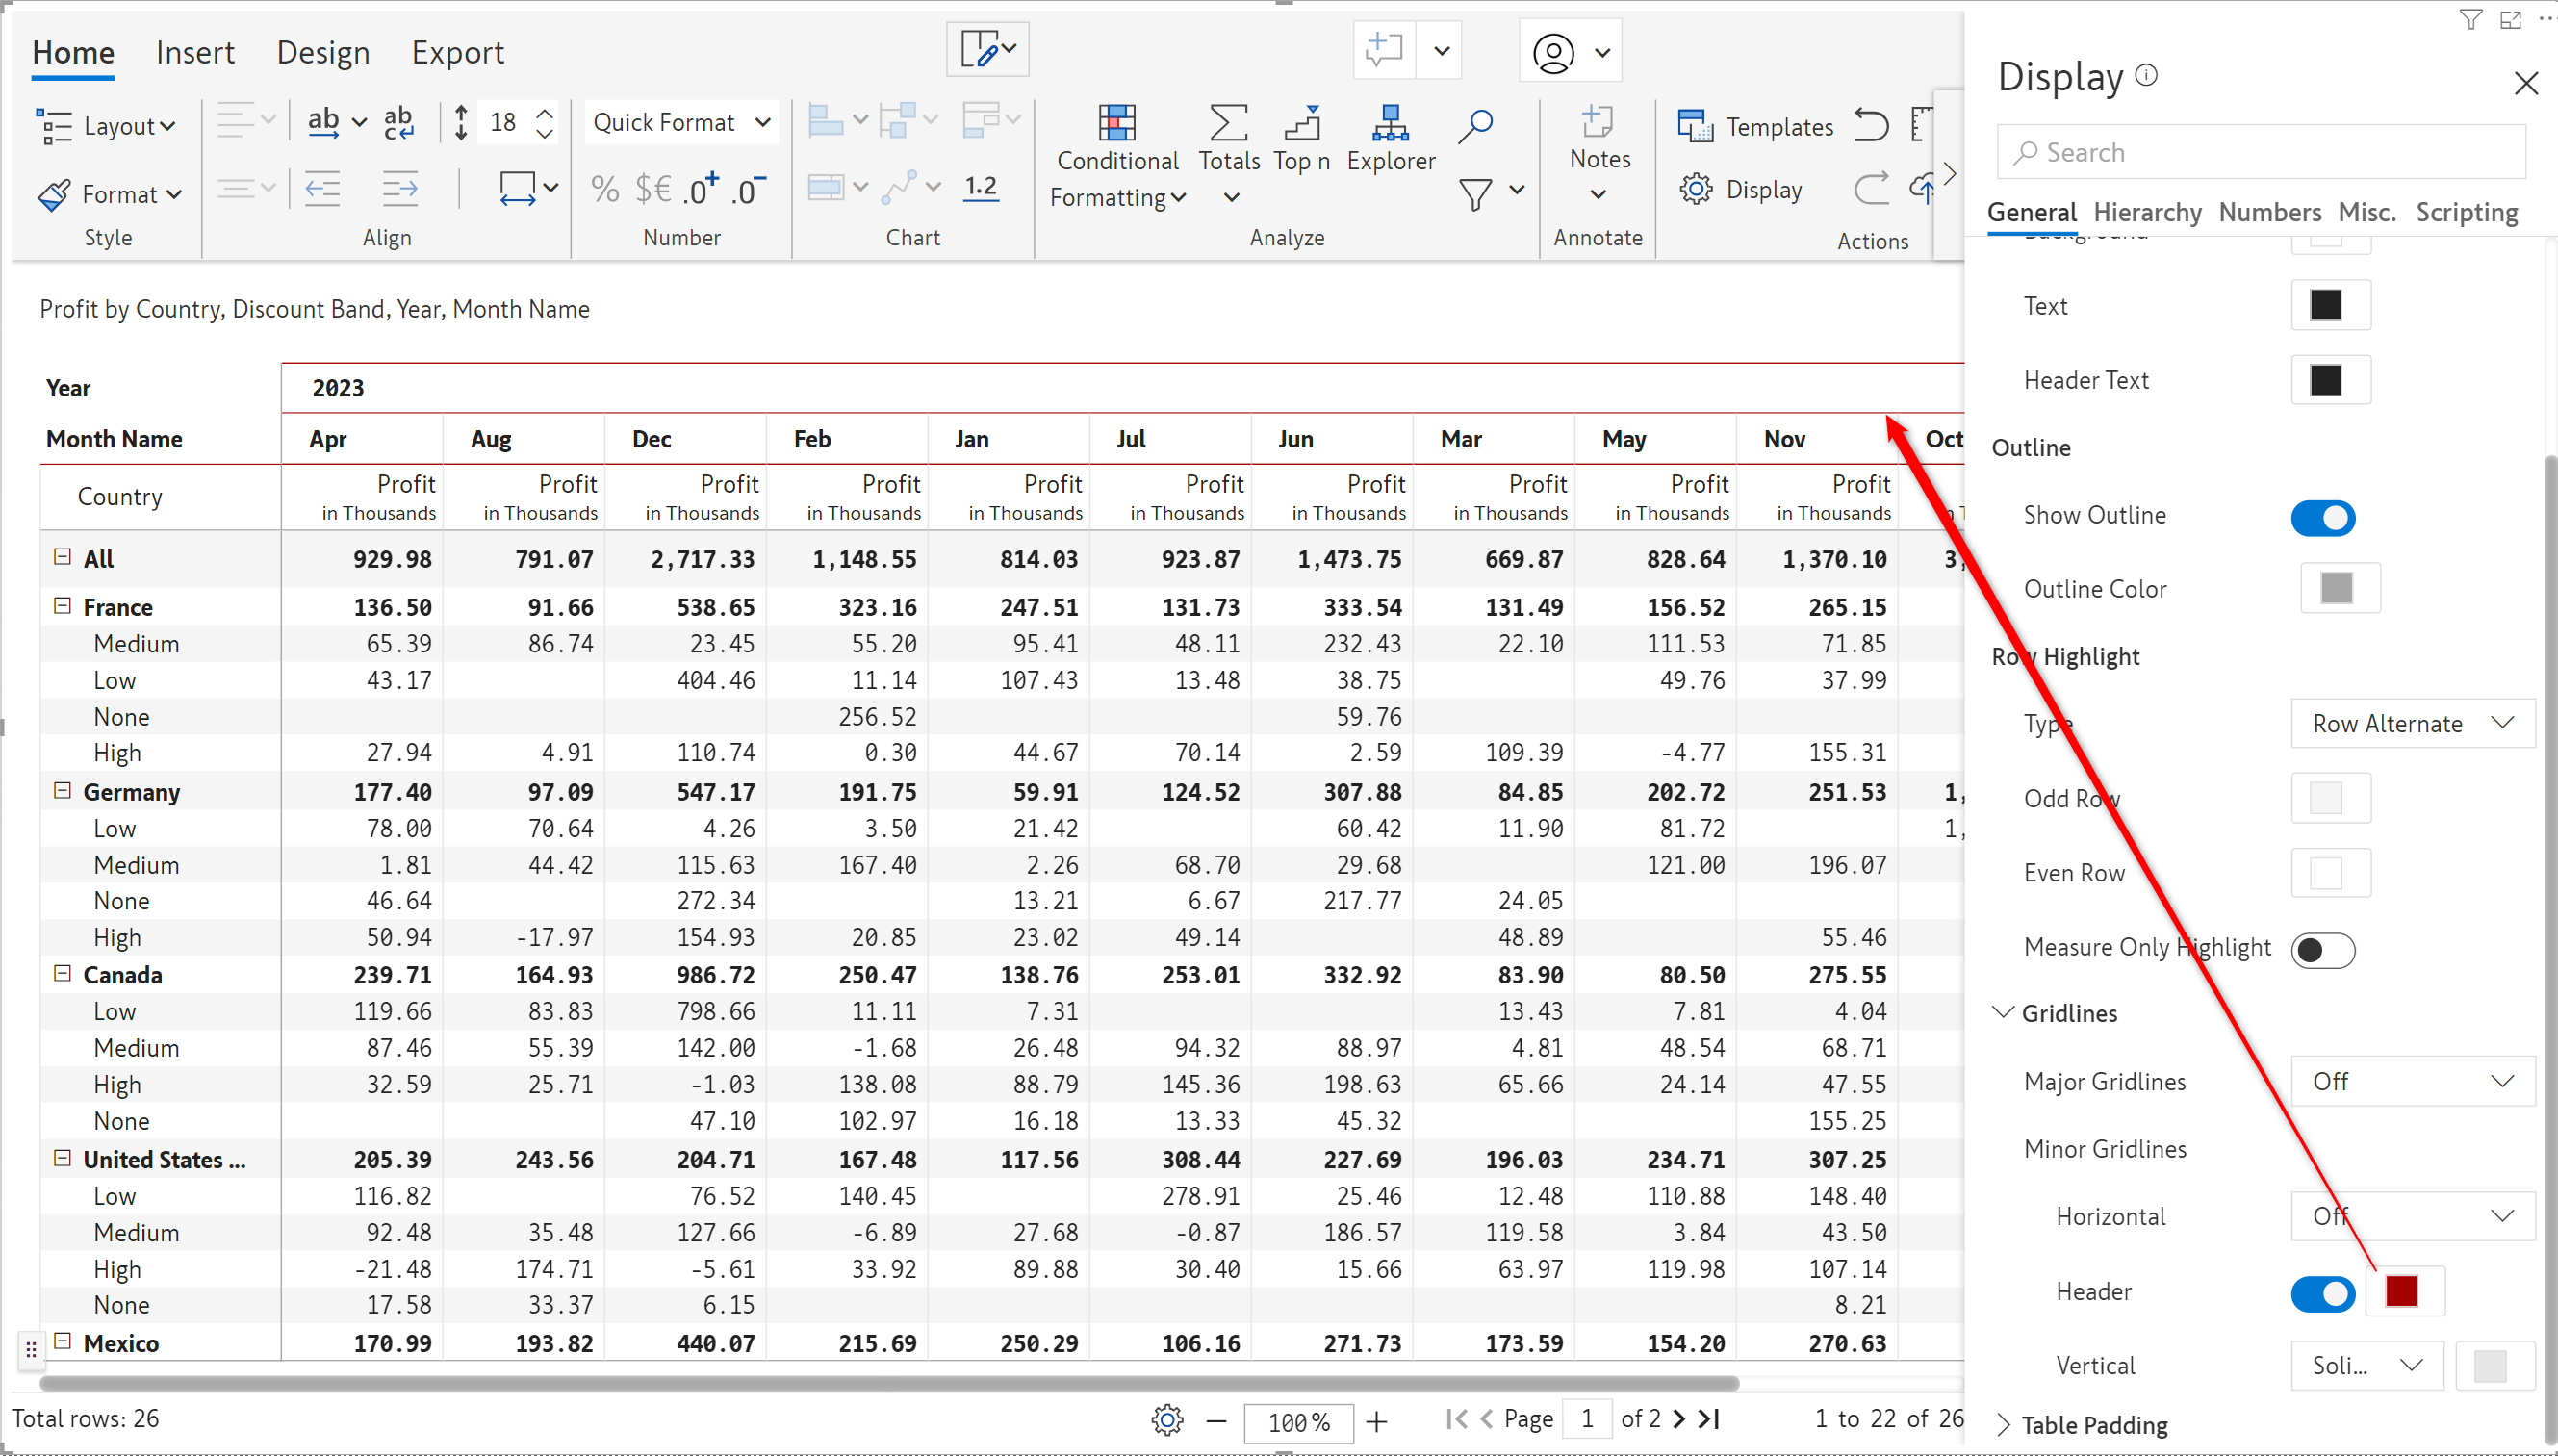 Home Insert Design Export
Layout ab ab c 18 Quick Format
Conditional Formatting Totals Top n Explorer
Notes
Templates
Format % $€ .0+ .0- 1.2
Display
Style Align Number Chart Analyze Annotate Actions
Profit by Country, Discount Band, Year, Month Name
Year 2023
Month Name Apr Aug Dec Feb Jan Jul Jun Mar May Nov Oct
Country Profit Profit Profit Profit Profit Profit Profit Profit Profit Profit
in Thousands in Thousands in Thousands in Thousands in Thousands in Thousands in Thousands in Thousands in Thousands in Thousands
All 929.98 791.07 2,717.33 1,148.55 814.03 923.87 1,473.75 669.87 828.64 1,370.10 3,
France 136.50 91.66 538.65 323.16 247.51 131.73 333.54 131.49 156.52 265.15
Medium 65.39 86.74 23.45 55.20 95.41 48.11 232.43 22.10 111.53 71.85
Low 43.17 404.46 11.14 107.43 13.48 38.75 49.76 37.99
None 256.52 59.76
High 27.94 4.91 110.74 0.30 44.67 70.14 2.59 109.39 -4.77 155.31
Germany 177.40 97.09 547.17 191.75 59.91 124.52 307.88 84.85 202.72 251.53 1,
Low 78.00 70.64 4.26 3.50 21.42 60.42 11.90 81.72 1,
Medium 1.81 44.42 115.63 167.40 2.26 68.70 29.68 121.00 196.07
None 46.64 272.34 13.21 6.67 217.77 24.05
High 50.94 -17.97 154.93 20.85 23.02 49.14 48.89 55.46
Canada 239.71 164.93 986.72 250.47 138.76 253.01 332.92 83.90 80.50 275.55
Low 119.66 83.83 798.66 11.11 7.31 13.43 7.81 4.04
Medium 87.46 55.39 142.00 -1.68 26.48 94.32 88.97 4.81 48.54 68.71
High 32.59 25.71 -1.03 138.08 88.79 145.36 198.63 65.66 24.14 47.55
None 47.10 102.97 16.18 13.33 45.32 155.25
United States ... 205.39 243.56 204.71 167.48 117.56 308.44 227.69 196.03 234.71 307.25
Low 116.82 76.52 140.45 278.91 25.46 12.48 110.88 148.40
Medium 92.48 35.48 127.66 -6.89 27.68 -0.87 186.57 119.58 3.84 43.50
High -21.48 174.71 -5.61 33.92 89.88 30.40 15.66 63.97 119.98 107.14
None 17.58 33.37 6.15 8.21
Mexico 170.99 193.82 440.07 215.69 250.29 106.16 271.73 173.59 154.20 270.63
Total rows: 26 100% Page 1 of 2 1 to 22 of 26
Display
Search
General Hierarchy Numbers Misc. Scripting
Background
Text
Header Text
Outline
Show Outline
Outline Color
Row Highlight
Type Row Alternate
Odd Row
Even Row
Measure Only Highlight
Gridlines
Major Gridlines Off
Minor Gridlines
Horizontal Off
Header
Vertical Soli...
Table Padding